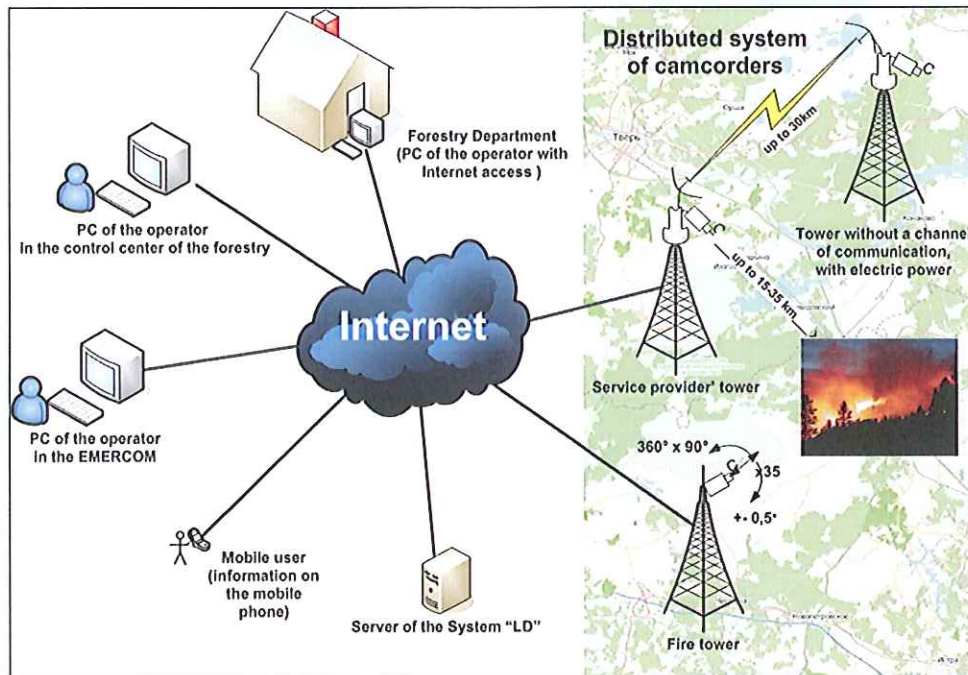 Distributed system
of camcorders
Forestry Department
(PC of the operator with
Internet access )
up to 30km
Тверь
PC of the operator
in the control center of the forestry
Tower without a channel
of communication,
with electric power
up to 15-35 km
Internet
Service provider' tower
PC of the operator
in the EMERCOM
360° x 90°
x35
+- 0,5°
Mobile user
(information on
the mobile
phone)
Server of the System “LD”
Fire tower